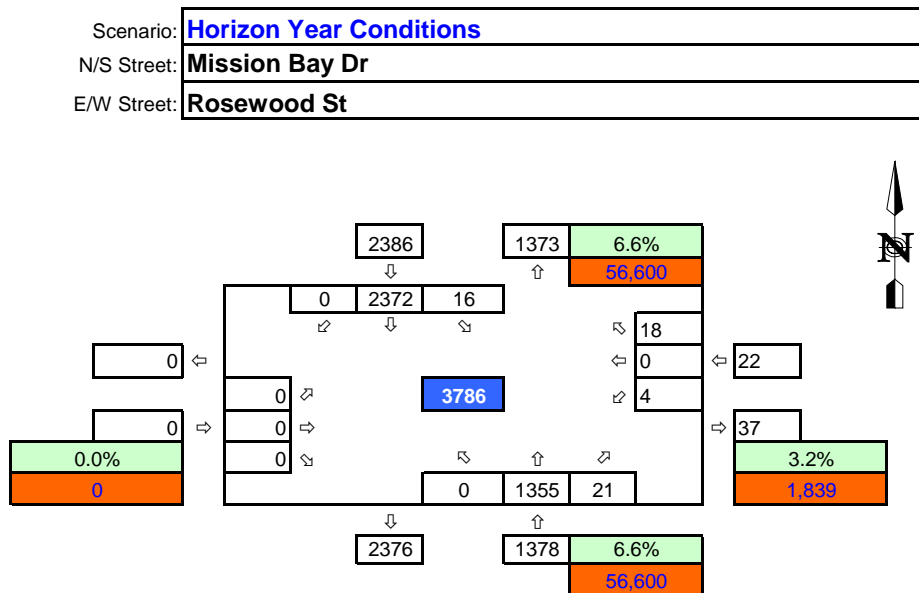 Scenario: Horizon Year Conditions
N/S Street: Mission Bay Dr
E/W Street: Rosewood St
N
2386 1373 6.6%
⇩ ⇧ 56,600
0 2372 16
⬃ ⇩ ⬂ ⬁ 18
0 ⇦ ⇦ 0 ⇦ 22
0 ⬀ 3786 ⬃ 4
0 ⇨ 0 ⇨ ⇨ 37
0.0% 0 ⬂ ⬁ ⇧ ⬀ 3.2%
0 0 1355 21 1,839
⇩ ⇧
2376 1378 6.6%
56,600